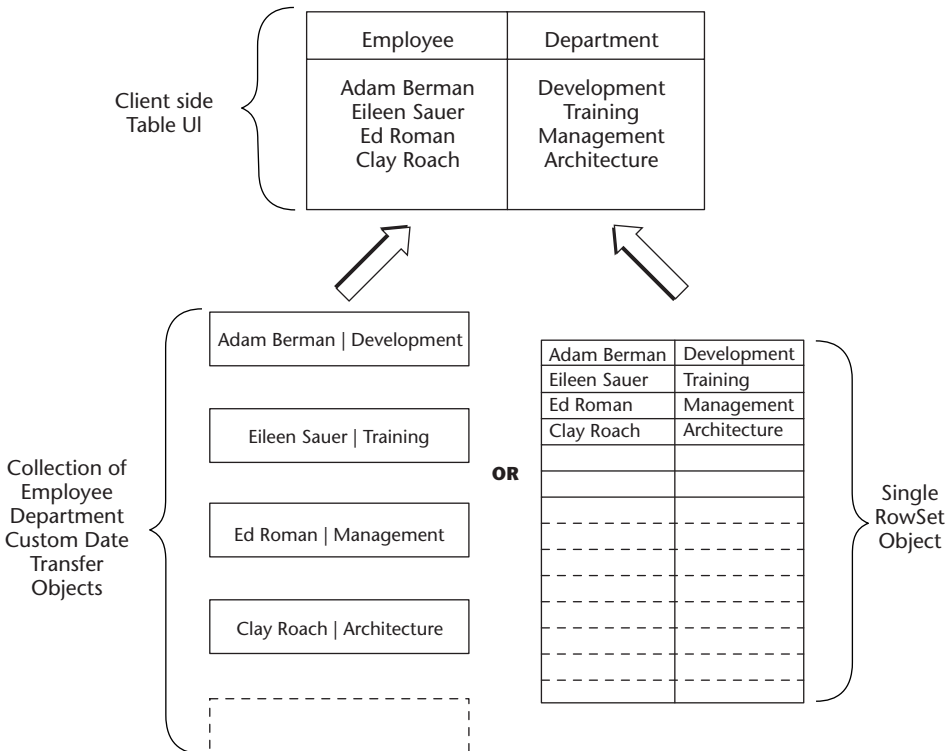 Employee
Department
Adam Berman
Eileen Sauer
Ed Roman
Clay Roach
Development
Training
Management
Architecture
Client side
Table UI
Adam Berman | Development
Eileen Sauer | Training
Ed Roman | Management
Clay Roach | Architecture
Collection of
Employee
Department
Custom Date
Transfer
Objects
OR
Adam Berman Development
Eileen Sauer Training
Ed Roman Management
Clay Roach Architecture
Single
RowSet
Object